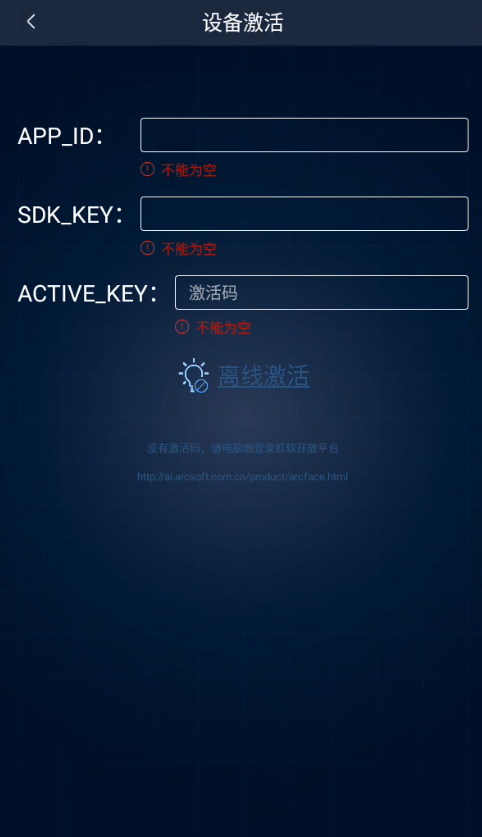 设备激活
APP_ID：
不能为空
SDK_KEY：
不能为空
ACTIVE_KEY： 激活码
不能为空
离线激活
没有激活码，请电脑端登录虹软开放平台
http://ai.arcsoft.com.cn/product/arcface.html